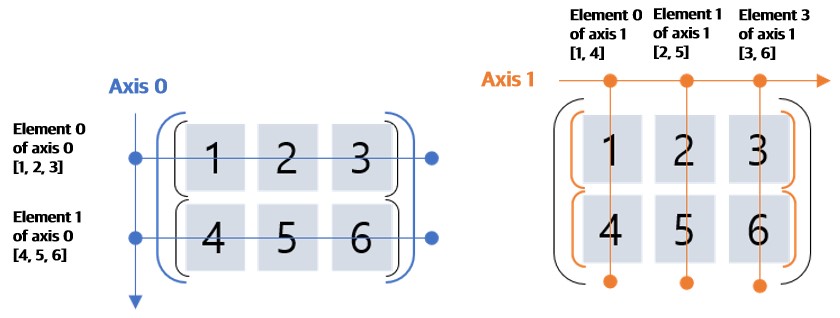 Axis 0
Element 0
of axis 0
[1, 2, 3]
1 2 3
Element 1
of axis 0
[4, 5, 6]
4 5 6
Element 0
of axis 1
[1, 4]
Element 1
of axis 1
[2, 5]
Element 3
of axis 1
[3, 6]
Axis 1
1 2 3
4 5 6